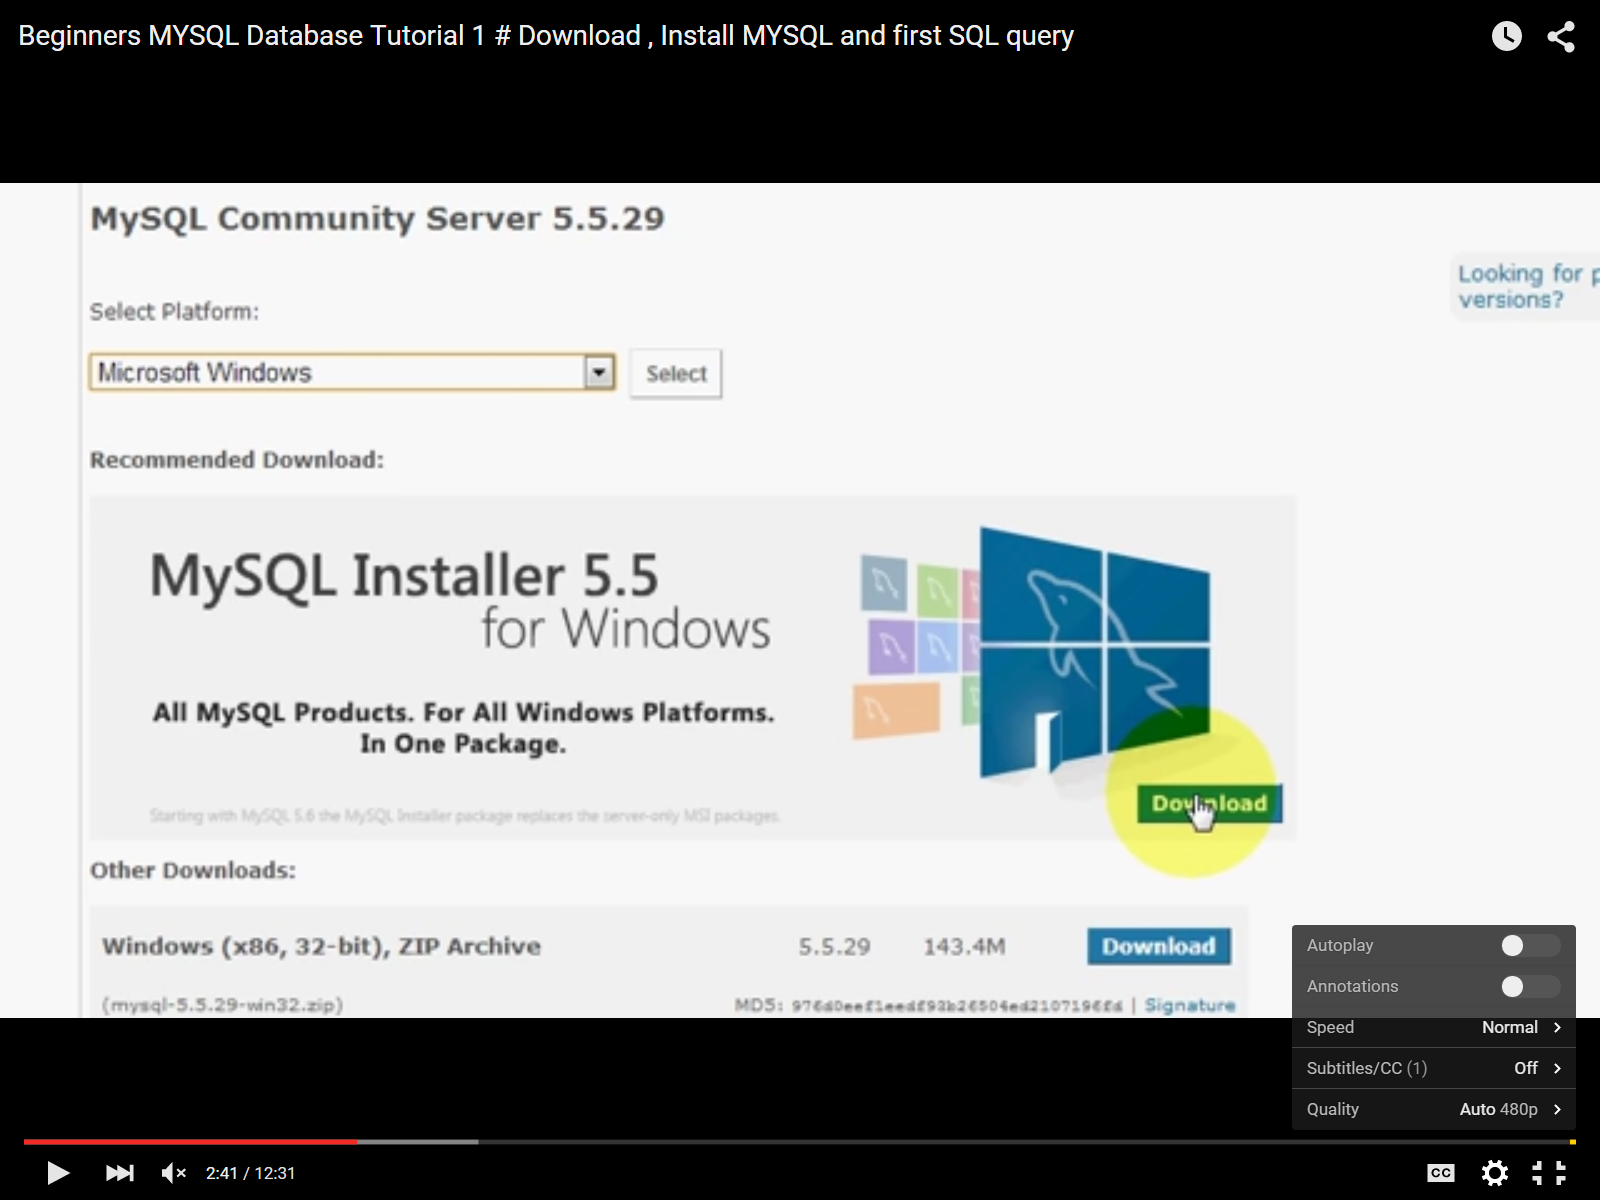 Beginners MYSQL Database Tutorial 1 # Download , Install MYSQL and first SQL query
MySQL Community Server 5.5.29
Looking for p
versions?
Select Platform:
Microsoft Windows
Select
Recommended Download:
MySQL Installer 5.5
for Windows
All MySQL Products. For All Windows Platforms.
In One Package.
Starting with MySQL 5.6 the MySQL Installer package replaces the server-only MSI packages.
Download
Other Downloads:
Windows (x86, 32-bit), ZIP Archive 5.5.29 143.4M Download
(mysql-5.5.29-win32.zip) MD5: | Signature
Autoplay
Annotations
Speed Normal
Subtitles/CC (1) Off
Quality Auto 480p
2:41 / 12:31
CC